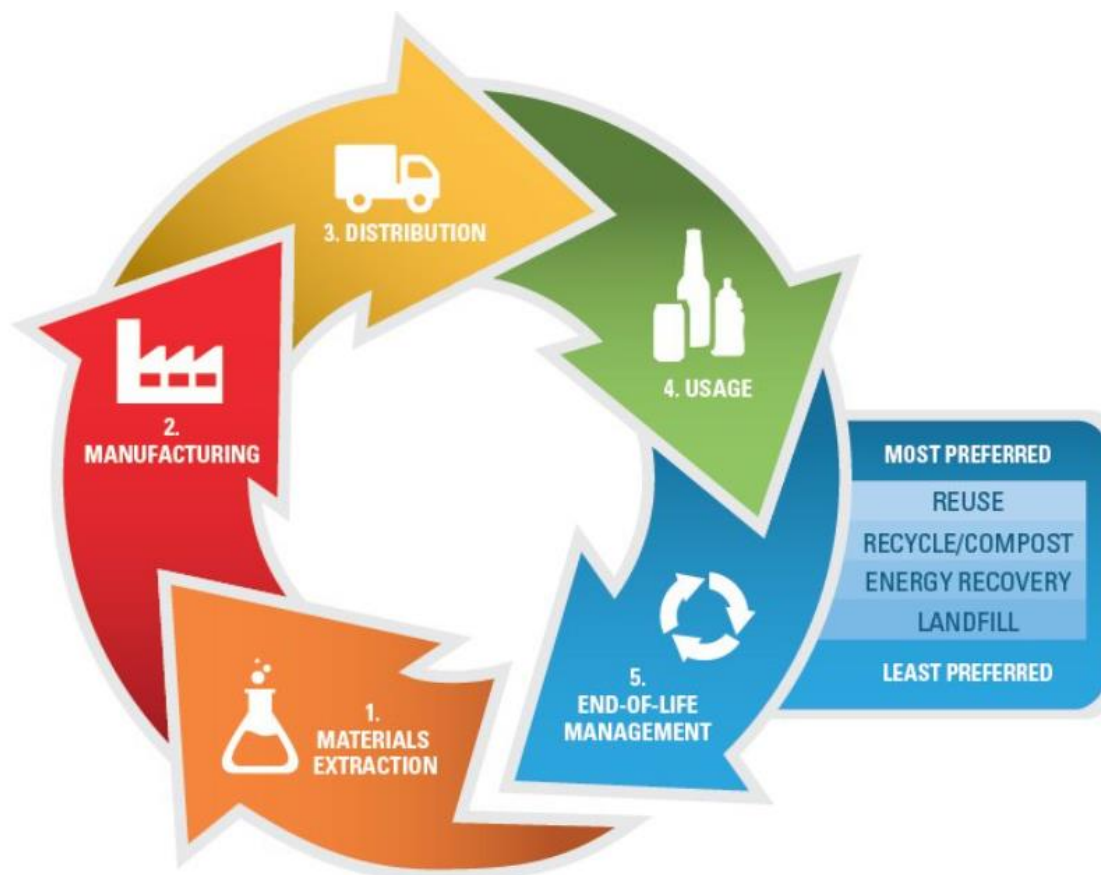 1.
MATERIALS
EXTRACTION
2.
MANUFACTURING
3. DISTRIBUTION
4. USAGE
5.
END-OF-LIFE
MANAGEMENT
MOST PREFERRED
REUSE
RECYCLE/COMPOST
ENERGY RECOVERY
LANDFILL
LEAST PREFERRED